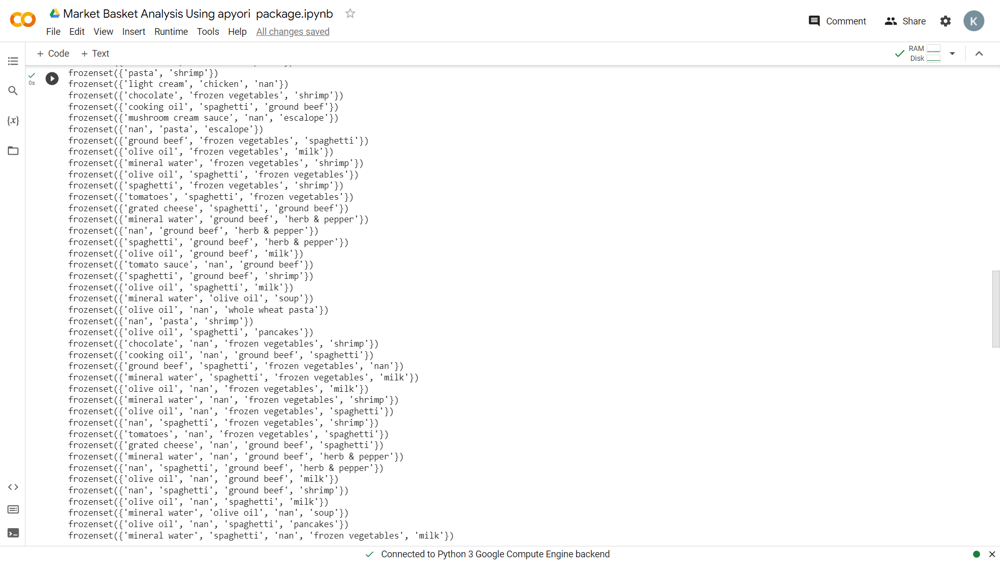 Market Basket Analysis Using apyori package.ipynb
File Edit View Insert Runtime Tools Help All changes saved
Comment Share K
+ Code + Text
RAM
Disk
0s
frozenset({'pasta', 'shrimp'})
frozenset({'light cream', 'chicken', 'nan'})
frozenset({'chocolate', 'frozen vegetables', 'shrimp'})
frozenset({'cooking oil', 'spaghetti', 'ground beef'})
frozenset({'mushroom cream sauce', 'nan', 'escalope'})
frozenset({'nan', 'pasta', 'escalope'})
frozenset({'ground beef', 'frozen vegetables', 'spaghetti'})
frozenset({'olive oil', 'frozen vegetables', 'milk'})
frozenset({'mineral water', 'frozen vegetables', 'shrimp'})
frozenset({'olive oil', 'spaghetti', 'frozen vegetables'})
frozenset({'spaghetti', 'frozen vegetables', 'shrimp'})
frozenset({'tomatoes', 'spaghetti', 'frozen vegetables'})
frozenset({'grated cheese', 'spaghetti', 'ground beef'})
frozenset({'mineral water', 'ground beef', 'herb & pepper'})
frozenset({'nan', 'ground beef', 'herb & pepper'})
frozenset({'spaghetti', 'ground beef', 'herb & pepper'})
frozenset({'olive oil', 'ground beef', 'milk'})
frozenset({'tomato sauce', 'nan', 'ground beef'})
frozenset({'spaghetti', 'ground beef', 'shrimp'})
frozenset({'olive oil', 'spaghetti', 'milk'})
frozenset({'mineral water', 'olive oil', 'soup'})
frozenset({'olive oil', 'nan', 'whole wheat pasta'})
frozenset({'nan', 'pasta', 'shrimp'})
frozenset({'olive oil', 'spaghetti', 'pancakes'})
frozenset({'chocolate', 'nan', 'frozen vegetables', 'shrimp'})
frozenset({'cooking oil', 'nan', 'ground beef', 'spaghetti'})
frozenset({'ground beef', 'spaghetti', 'frozen vegetables', 'nan'})
frozenset({'mineral water', 'spaghetti', 'frozen vegetables', 'milk'})
frozenset({'olive oil', 'nan', 'frozen vegetables', 'milk'})
frozenset({'mineral water', 'nan', 'frozen vegetables', 'shrimp'})
frozenset({'olive oil', 'nan', 'frozen vegetables', 'spaghetti'})
frozenset({'nan', 'spaghetti', 'frozen vegetables', 'shrimp'})
frozenset({'tomatoes', 'nan', 'frozen vegetables', 'spaghetti'})
frozenset({'grated cheese', 'nan', 'ground beef', 'spaghetti'})
frozenset({'mineral water', 'nan', 'ground beef', 'herb & pepper'})
frozenset({'nan', 'spaghetti', 'ground beef', 'herb & pepper'})
frozenset({'olive oil', 'nan', 'ground beef', 'milk'})
frozenset({'nan', 'spaghetti', 'ground beef', 'shrimp'})
frozenset({'olive oil', 'nan', 'spaghetti', 'milk'})
frozenset({'mineral water', 'olive oil', 'nan', 'soup'})
frozenset({'olive oil', 'nan', 'spaghetti', 'pancakes'})
frozenset({'mineral water', 'spaghetti', 'nan', 'frozen vegetables', 'milk'})
Connected to Python 3 Google Compute Engine backend